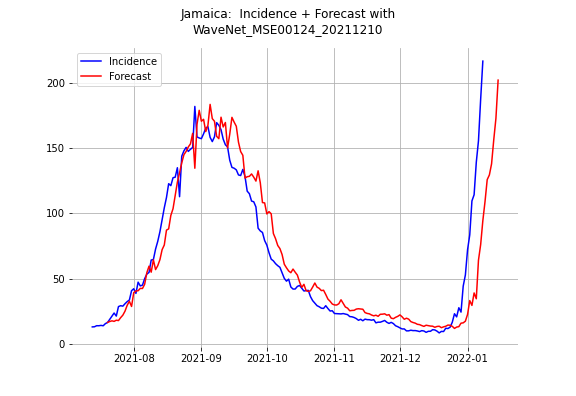 Jamaica:  Incidence + Forecast with
WaveNet_MSE00124_20211210
Incidence
Forecast
200
150
100
50
0
2021-08 2021-09 2021-10 2021-11 2021-12 2022-01